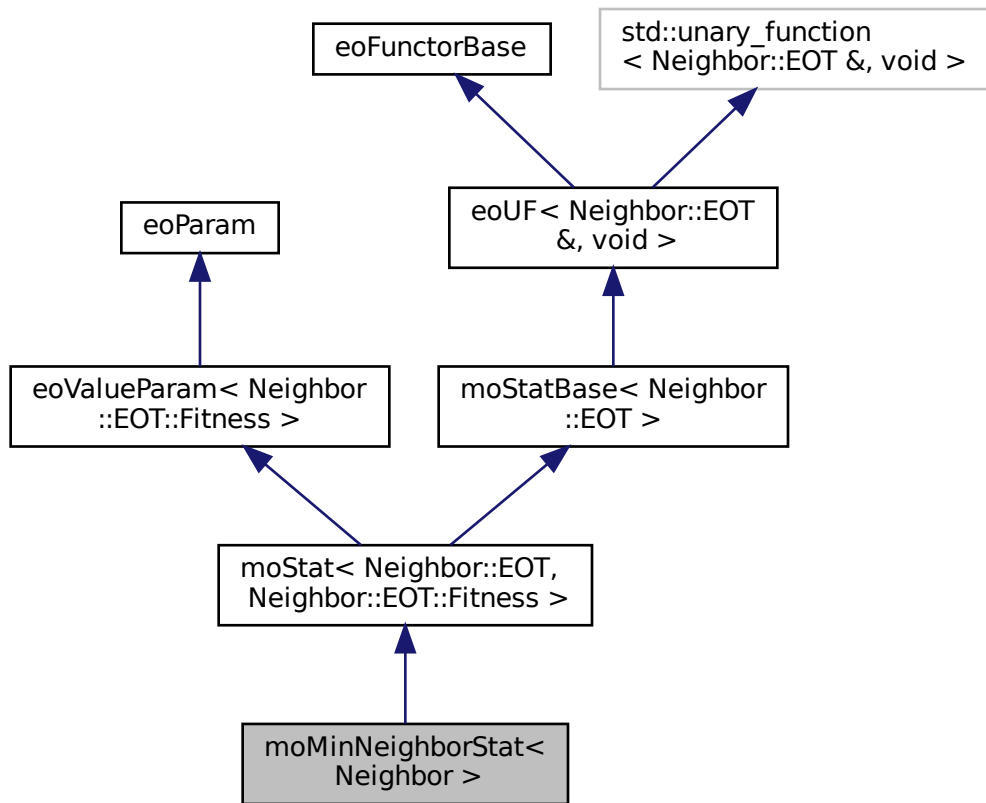 eoFunctorBase
std::unary_function
< Neighbor::EOT &, void >
eoParam
eoUF< Neighbor::EOT
&, void >
eoValueParam< Neighbor
::EOT::Fitness >
moStatBase< Neighbor
::EOT >
moStat< Neighbor::EOT,
Neighbor::EOT::Fitness >
moMinNeighborStat<
Neighbor >